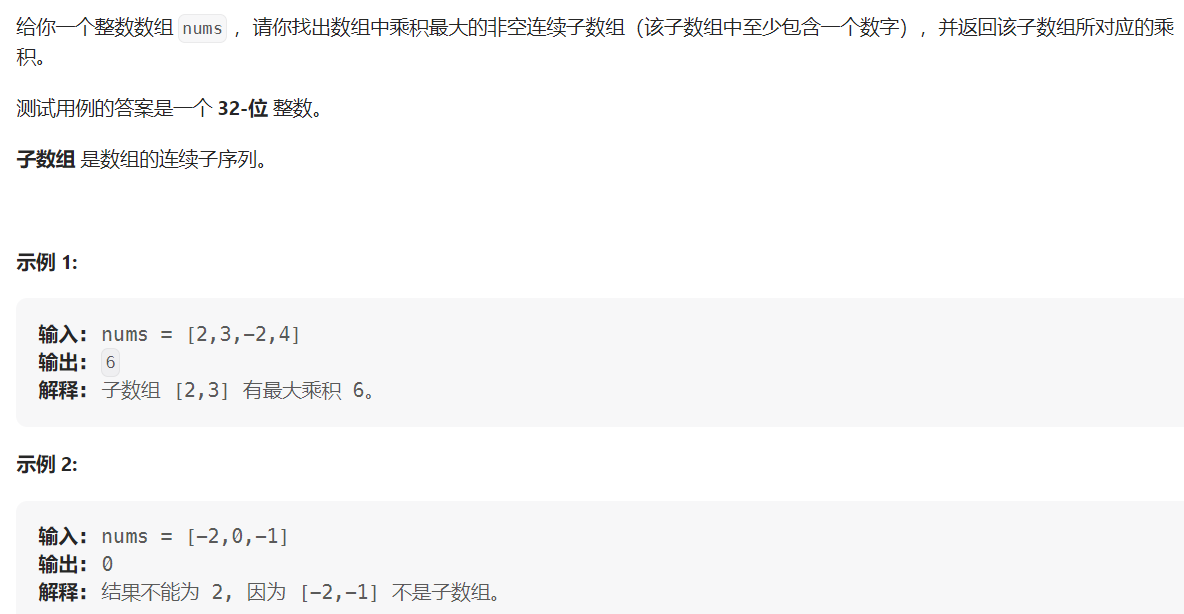 给你一个整数数组 nums ，请你找出数组中乘积最大的非空连续子数组（该子数组中至少包含一个数字），并返回该子数组所对应的乘
积。
测试用例的答案是一个 32-位 整数。
子数组 是数组的连续子序列。
示例 1:
输入: nums = [2,3,-2,4]
输出: 6
解释: 子数组 [2,3] 有最大乘积 6。
示例 2:
输入: nums = [-2,0,-1]
输出: 0
解释: 结果不能为 2, 因为 [-2,-1] 不是子数组。